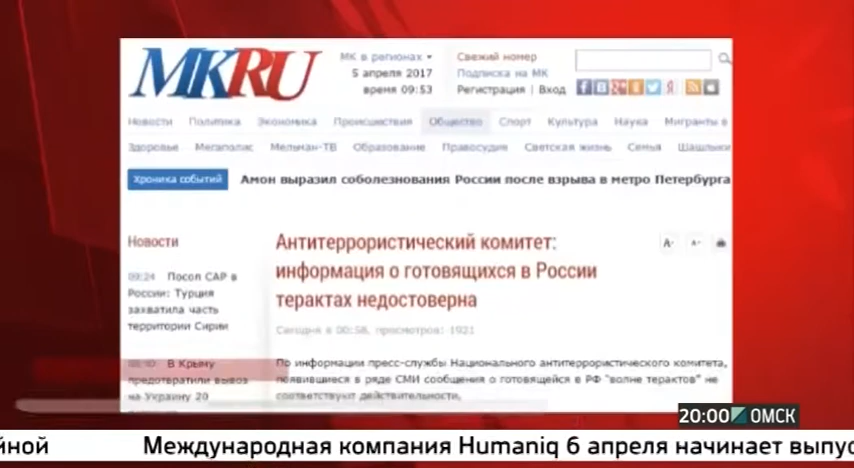 MKRU
МК в регионах
5 апреля 2017
время 09:53
Свежий номер
Подписка на МК
Регистрация | Вход
Новости Политика Экономика Происшествия Общество Спорт Культура Наука Мигранты в
Здоровье Мегаполис Мельман-ТВ Образование Правосудие Светская жизнь Семья Шашлыки
Хроника событий Амон выразил соболезнования России после взрыва в метро Петербурга
Новости
09:24 Посол САР в
России: Турция
захватила часть
территории Сирии
В Крыму
предотвратили вывоз
на Украину 20
Антитеррористический комитет:
информация о готовящихся в России
терактах недостоверна
Сегодня в 00:58, просмотров: 1921
По информации пресс-службы Национального антитеррористического комитета,
появившиеся в ряде СМИ сообщения о готовящейся в РФ "волне терактов" не
соответствуют действительности.
20:00 ОМСК
йной Международная компания Humaniq 6 апреля начинает выпус